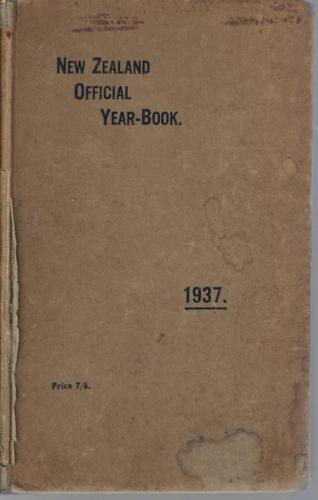 NEW ZEALAND
OFFICIAL
YEAR-BOOK.
1937.
Price 7/6.